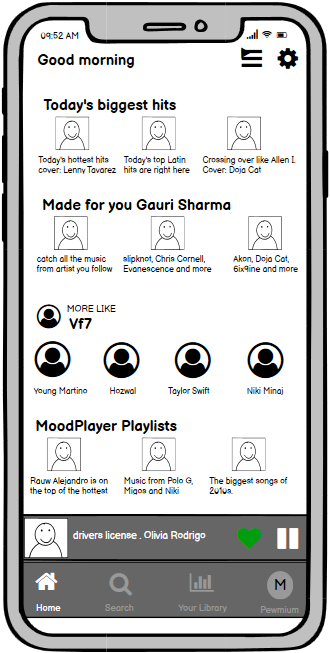 09:52 AM
Good morning
Today's biggest hits
Today's hottest hits
cover: Lenny Tavarez
Today's top Latin
hits are right here
Crossing over like Allen I.
Cover: Doja Cat
Made for you Gauri Sharma
catch all the music
from artist you follow
slipknot, Chris Cornell,
Evanescence and more
Akon, Doja Cat,
6ix9ine and more
MORE LIKE
Vf7
Young Martino
Hozwal
Taylor Swift
Niki Minaj
MoodPlayer Playlists
Rauw Alejandro is on
the top of the hottest
Music from Polo G,
Migos and Niki
The biggest songs of
2010s.
drivers license . Olivia Rodrigo
Home
Search
Your Library
M
Pewmium